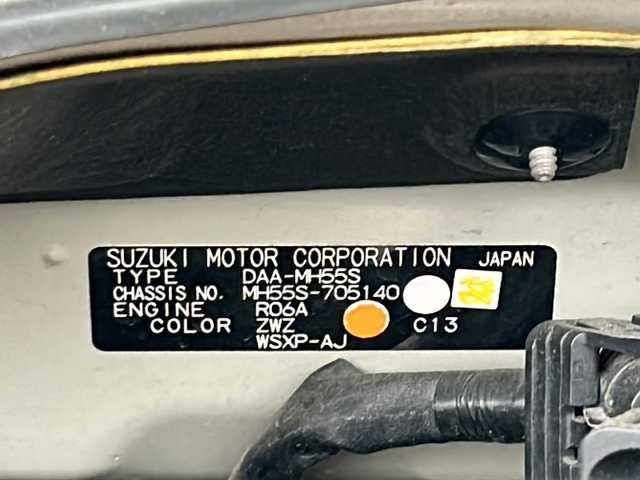 SUZUKI MOTOR CORPORATION JAPAN
TYPE DAA-MH55S
CHASSIS NO. MH55S-705140
ENGINE R06A
COLOR ZWZ C13
WSXP-AJ